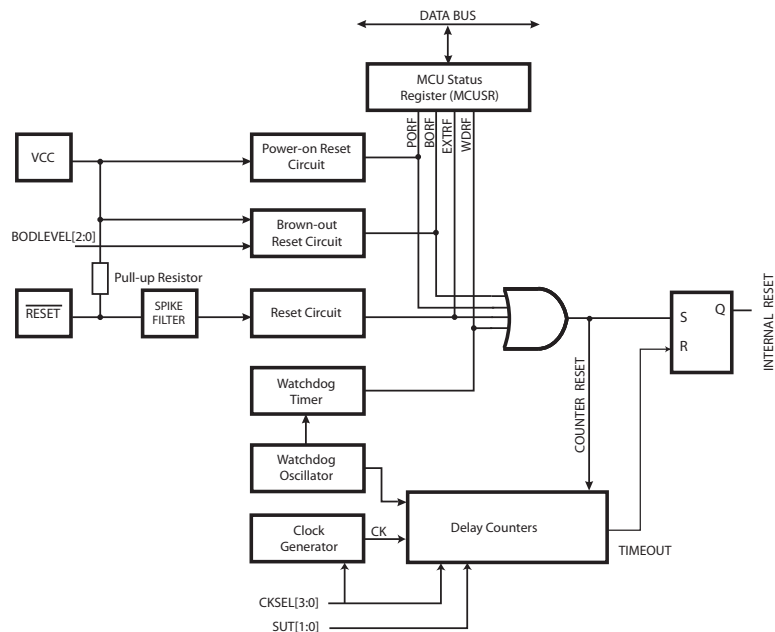 DATA BUS
MCU Status
Register (MCUSR)
PORF
BORF
EXTRF
WDRF
VCC
Power-on Reset
Circuit
BODLEVEL[2:0]
Brown-out
Reset Circuit
Pull-up Resistor
RESET
SPIKE
FILTER
Reset Circuit
S
Q
R
INTERNAL RESET
COUNTER RESET
Watchdog
Timer
Watchdog
Oscillator
Clock
Generator
CK
Delay Counters
TIMEOUT
CKSEL[3:0]
SUT[1:0]